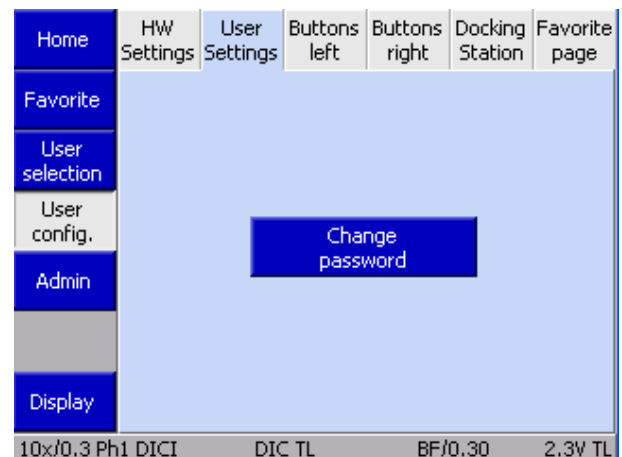 Home
HW
Settings
User
Settings
Buttons
left
Buttons
right
Docking
Station
Favorite
page
Favorite
User
selection
User
config.
Admin
Display
Change
password
10x/0.3 Ph1 DICI DIC TL BF/0.30 2.3V TL